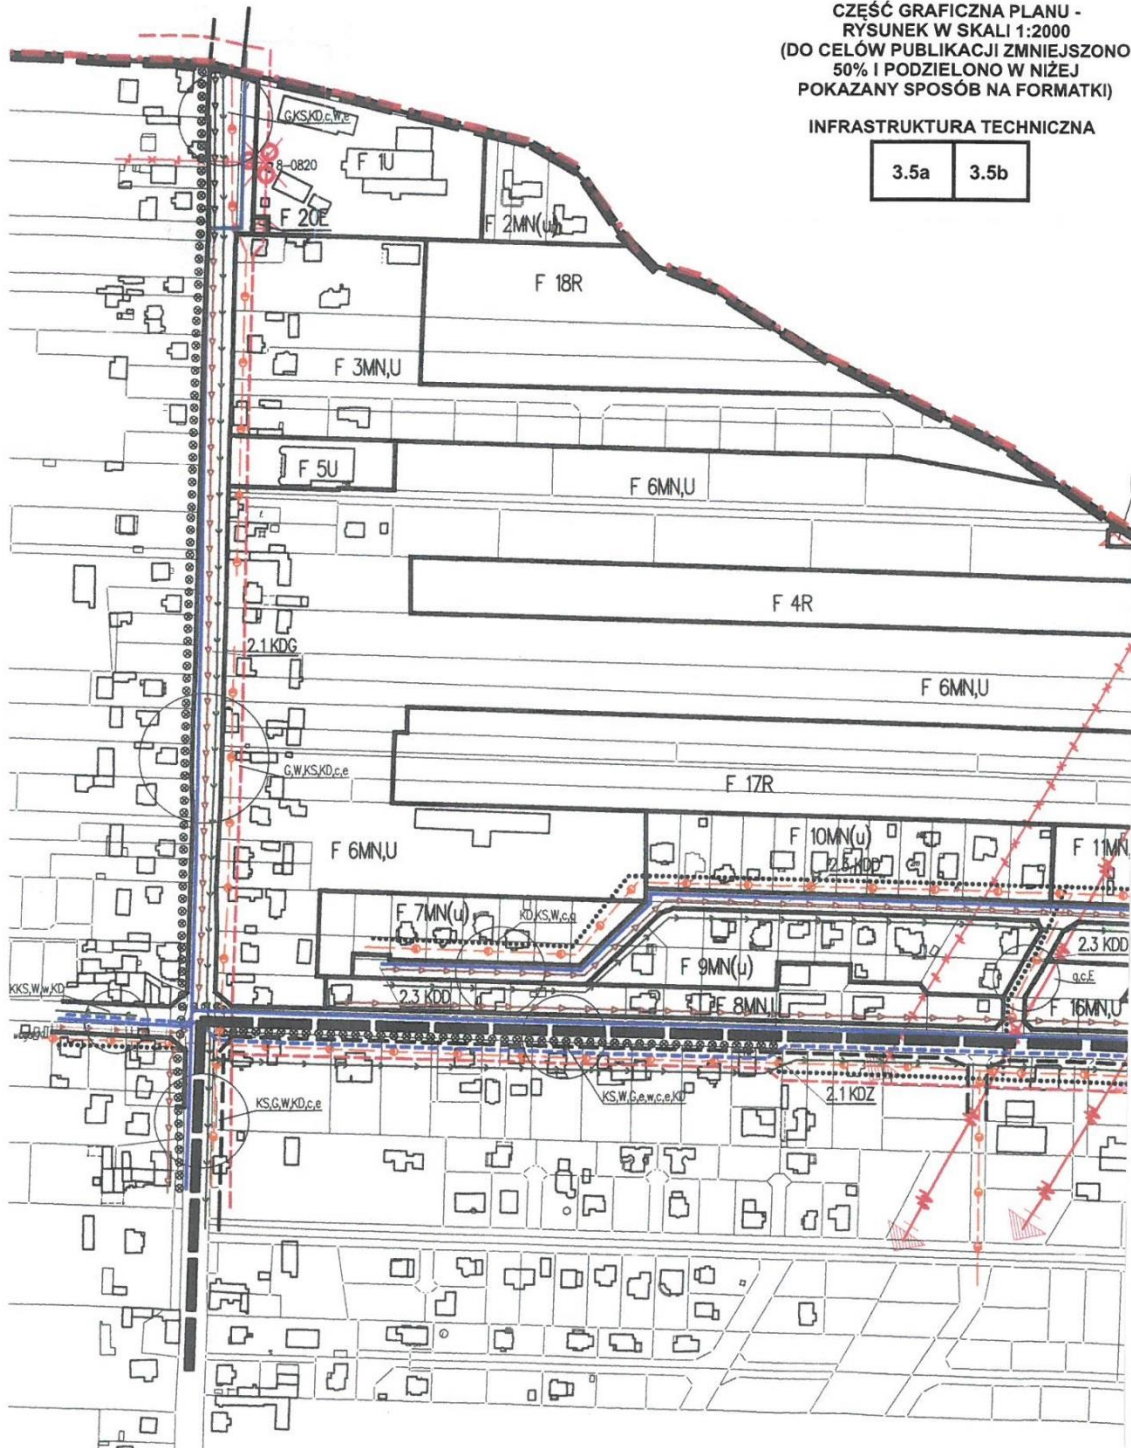 CZĘŚĆ GRAFICZNA PLANU -
RYSUNEK W SKALI 1:2000
(DO CELÓW PUBLIKACJI ZMNIEJSZONO
50% I PODZIELONO W NIŻEJ
POKAZANY SPOSÓB NA FORMATKI)
INFRASTRUKTURA TECHNICZNA
3.5a 3.5b
G,KS,KD,c,W,e
F 1U
8-0820
F 20E
F 2MN(u)
F 18R
F 3MN,U
F 5U
F 6MN,U
F 4R
2.1 KDG
F 6MN,U
G,W,KS,KD,c,e
F 17R
F 6MN,U
F 10MN(u)
2.3 KDD
F 11MN
F 7MN(u)
KD,KS,W,c,g
2.3 KDD
F 9MN(u)
g,c,E
KKS,W,w,KD
2.3 KDD
F 8MN,
F 16MN,U
KS,G,W,KD,c,e
KS,W,G,e,w,c,e,KD
2.1 KDZ